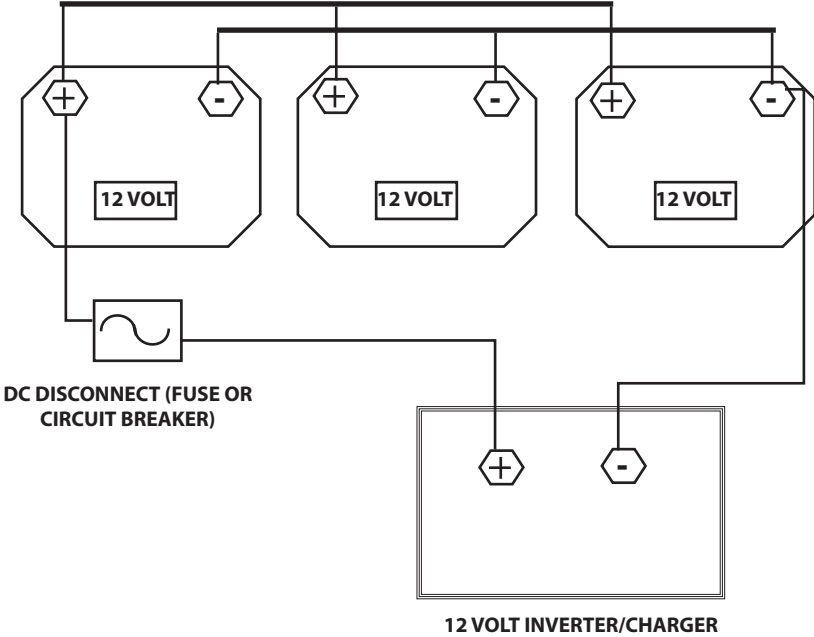 + - + - + -
12 VOLT 12 VOLT 12 VOLT
DC DISCONNECT (FUSE OR
CIRCUIT BREAKER)
+ -
12 VOLT INVERTER/CHARGER